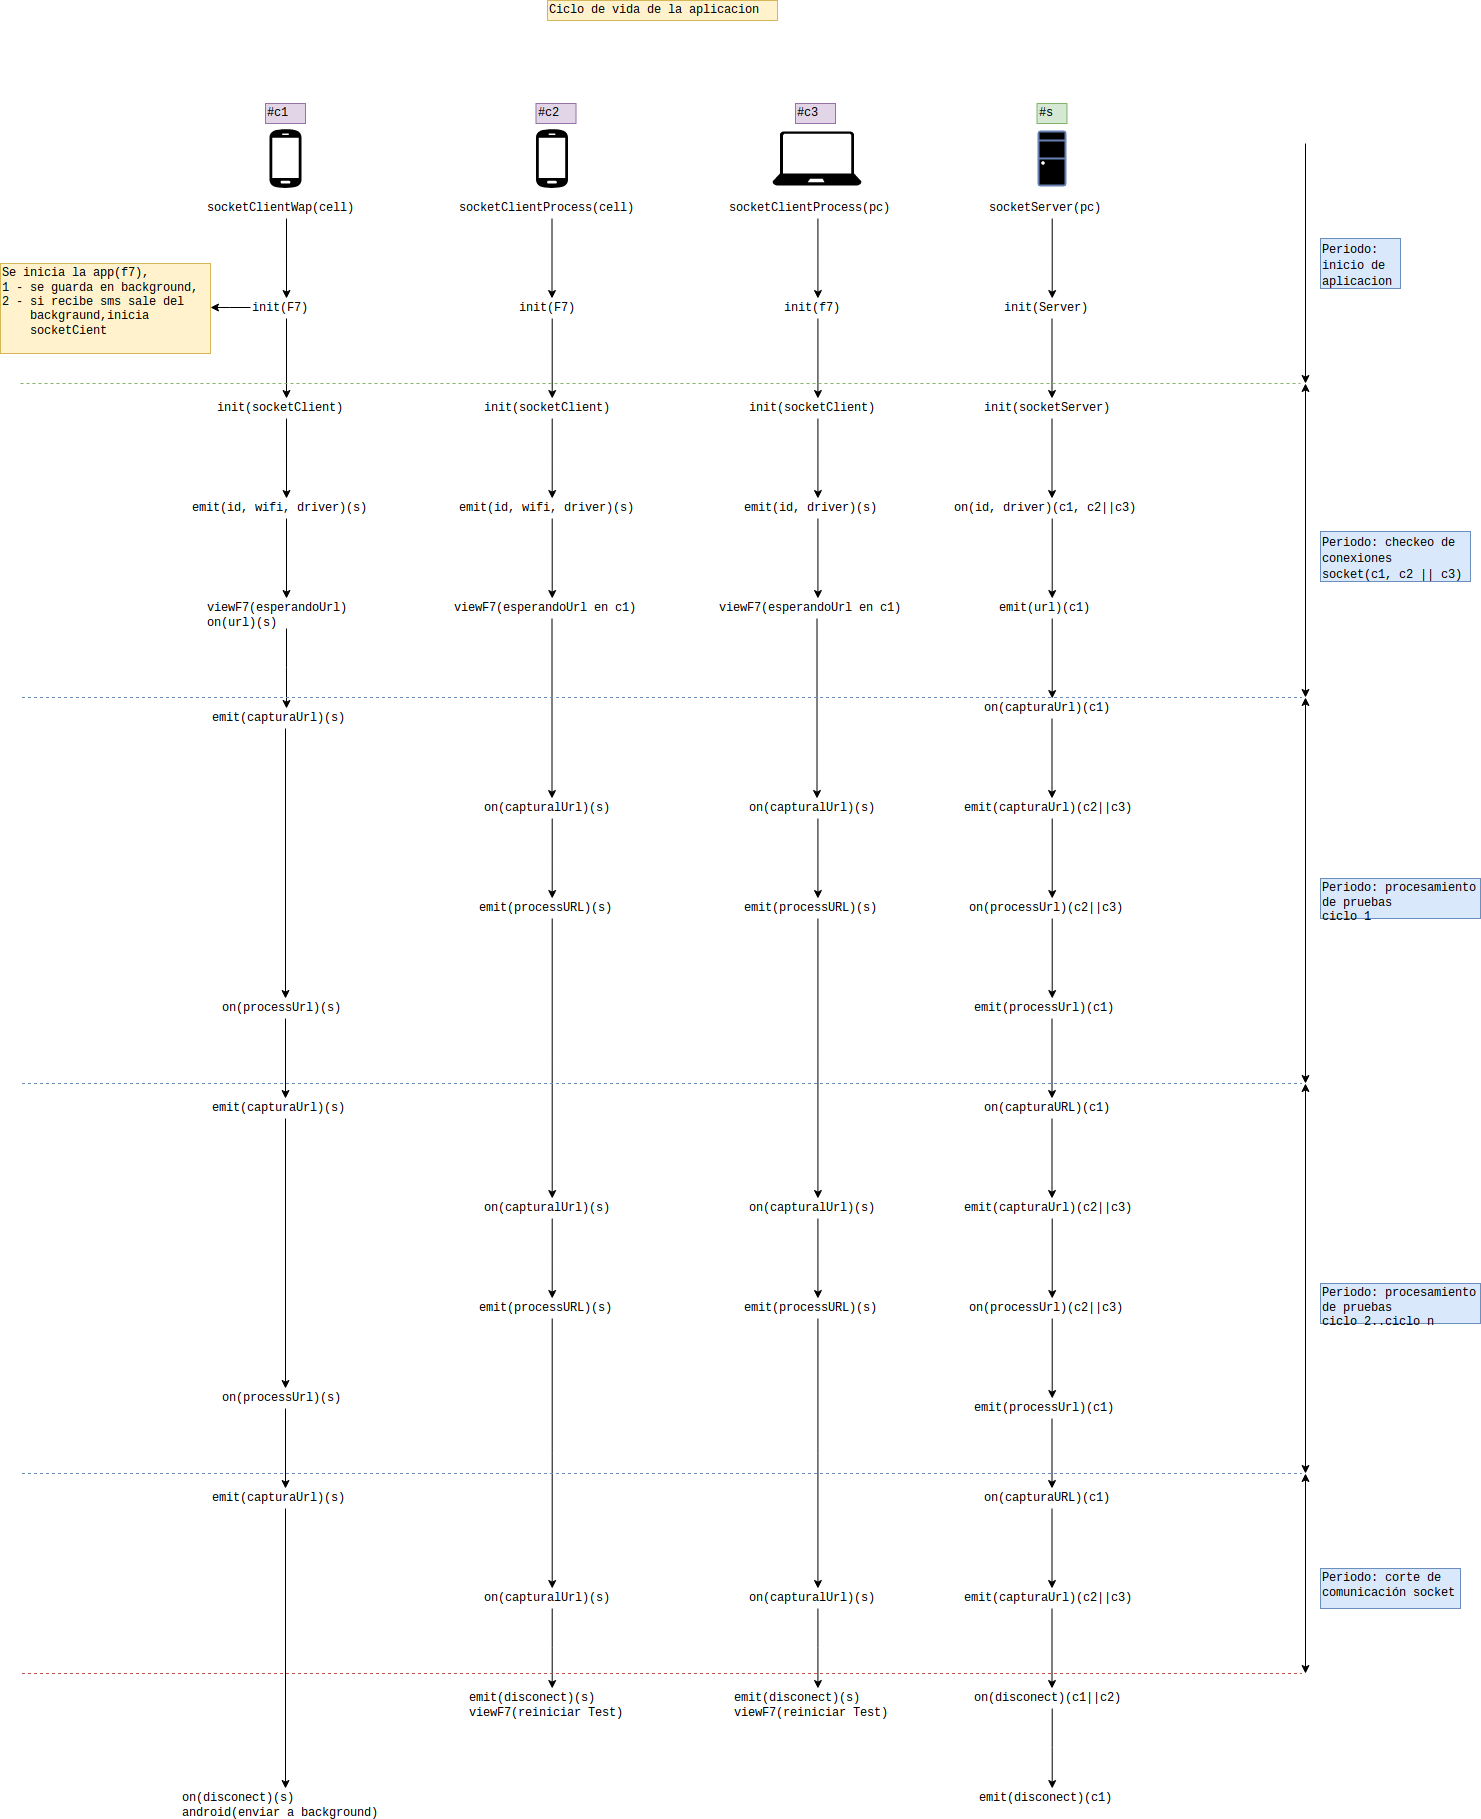 Ciclo de vida de la aplicacion
#c1
#c2
#c3
#s
socketClientWap(cell)
socketClientProcess(cell)
socketClientProcess(pc)
socketServer(pc)
Periodo:
inicio de
aplicacion
Se inicia la app(f7),
1 - se guarda en background,
2 - si recibe sms sale del
backgraund,inicia
socketCient
init(F7)
init(F7)
init(f7)
init(Server)
init(socketClient)
init(socketClient)
init(socketClient)
init(socketServer)
emit(id, wifi, driver)(s)
emit(id, wifi, driver)(s)
emit(id, driver)(s)
on(id, driver)(c1, c2||c3)
Periodo: checkeo de
conexiones
socket(c1, c2 || c3)
viewF7(esperandoUrl)
on(url)(s)
viewF7(esperandoUrl en c1)
viewF7(esperandoUrl en c1)
emit(url)(c1)
emit(capturaUrl)(s)
on(capturaUrl)(c1)
on(capturalUrl)(s)
on(capturalUrl)(s)
emit(capturaUrl)(c2||c3)
Periodo: procesamiento
de pruebas
ciclo 1
emit(processURL)(s)
emit(processURL)(s)
on(processUrl)(c2||c3)
on(processUrl)(s)
emit(processUrl)(c1)
emit(capturaUrl)(s)
on(capturaURL)(c1)
on(capturalUrl)(s)
on(capturalUrl)(s)
emit(capturaUrl)(c2||c3)
Periodo: procesamiento
de pruebas
ciclo 2..ciclo n
emit(processURL)(s)
emit(processURL)(s)
on(processUrl)(c2||c3)
on(processUrl)(s)
emit(processUrl)(c1)
emit(capturaUrl)(s)
on(capturaURL)(c1)
Periodo: corte de
comunicación socket
on(capturalUrl)(s)
on(capturalUrl)(s)
emit(capturaUrl)(c2||c3)
emit(disconect)(s)
viewF7(reiniciar Test)
emit(disconect)(s)
viewF7(reiniciar Test)
on(disconect)(c1||c2)
on(disconect)(s)
android(enviar a background)
emit(disconect)(c1)